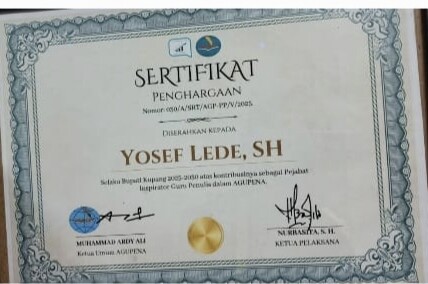 SERTIFIKAT
PENGHARGAAN
Nomor: 030/A/SRT/AGP-PP/V/2025
DISERAHKAN KEPADA
YOSEF LEDE, SH
Selaku Bupati Kupang 2025-2030 atas kontribusinya sebagai Pejabat
Inspirator Guru Penulis dalam AGUPENA.
MUHAMMAD ARDY ALI
Ketua Umum AGUPENA
NURBASITA, S. H.
KETUA PELAKSANA